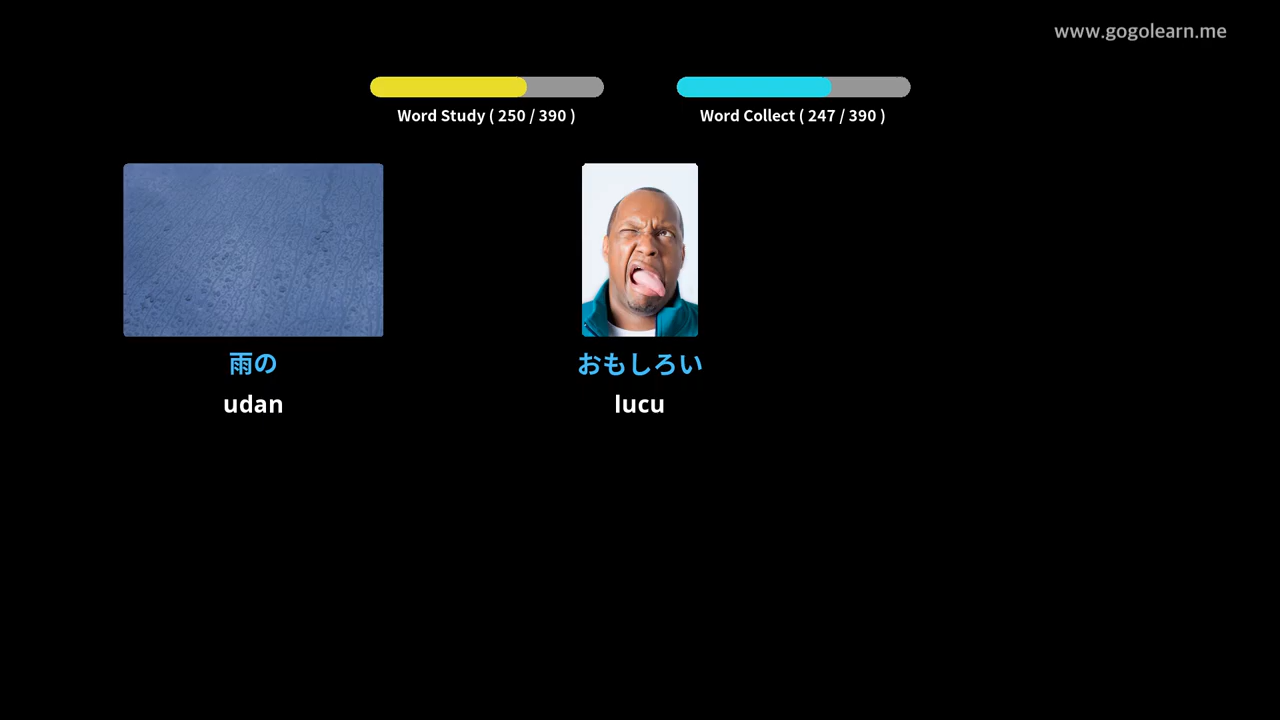 www.gogolearn.me
Word Study ( 250 / 390 )
Word Collect ( 247 / 390 )
雨の
udan
おもしろい
lucu